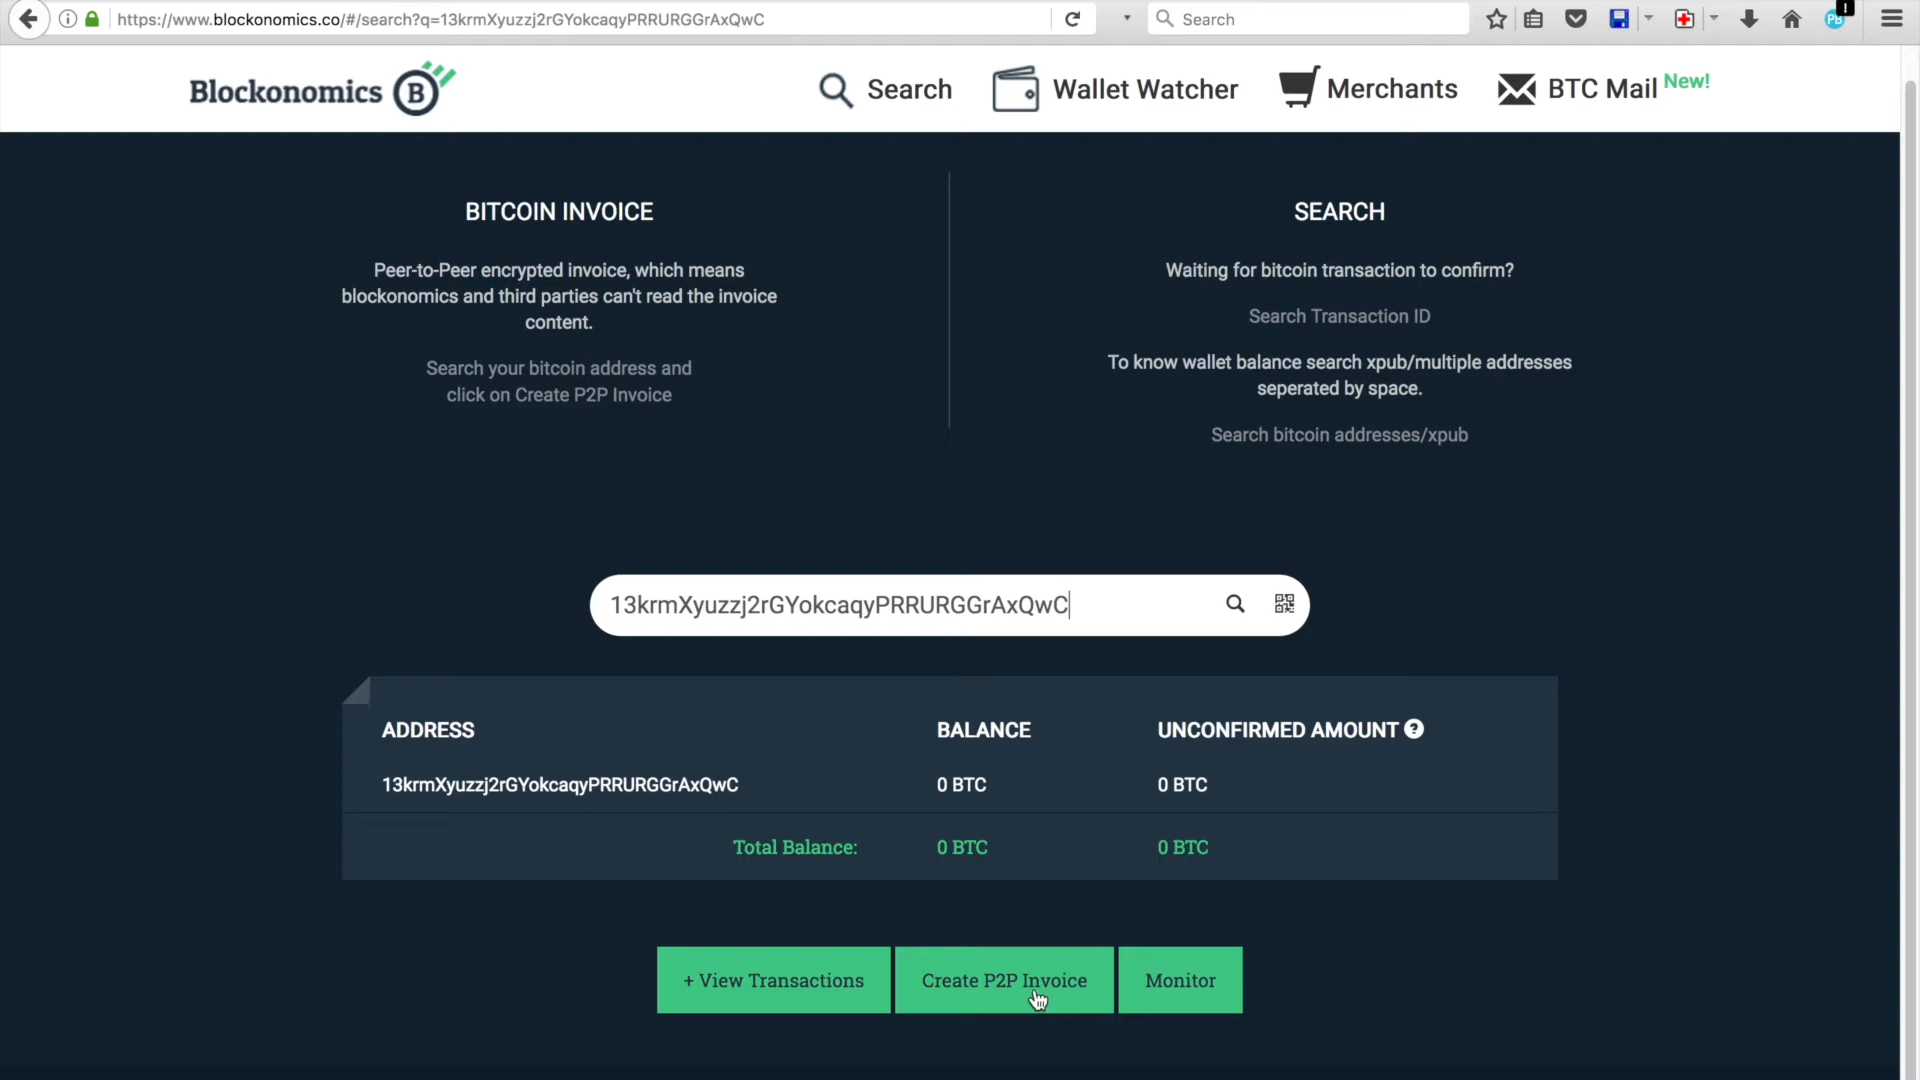 https://www.blockonomics.co/#/search?q=13krmXyuzzj2rGYokcaqyPRRURGGrAxQwC
Search
PB
!
Blockonomics B
Search
Wallet Watcher
Merchants
BTC Mail New!
BITCOIN INVOICE
Peer-to-Peer encrypted invoice, which means
blockonomics and third parties can't read the invoice
content.
Search your bitcoin address and
click on Create P2P Invoice
SEARCH
Waiting for bitcoin transaction to confirm?
Search Transaction ID
To know wallet balance search xpub/multiple addresses
seperated by space.
Search bitcoin addresses/xpub
13krmXyuzzj2rGYokcaqyPRRURGGrAxQwC
ADDRESS BALANCE UNCONFIRMED AMOUNT ?
13krmXyuzzj2rGYokcaqyPRRURGGrAxQwC 0 BTC 0 BTC
Total Balance: 0 BTC 0 BTC
+ View Transactions
Create P2P Invoice
Monitor